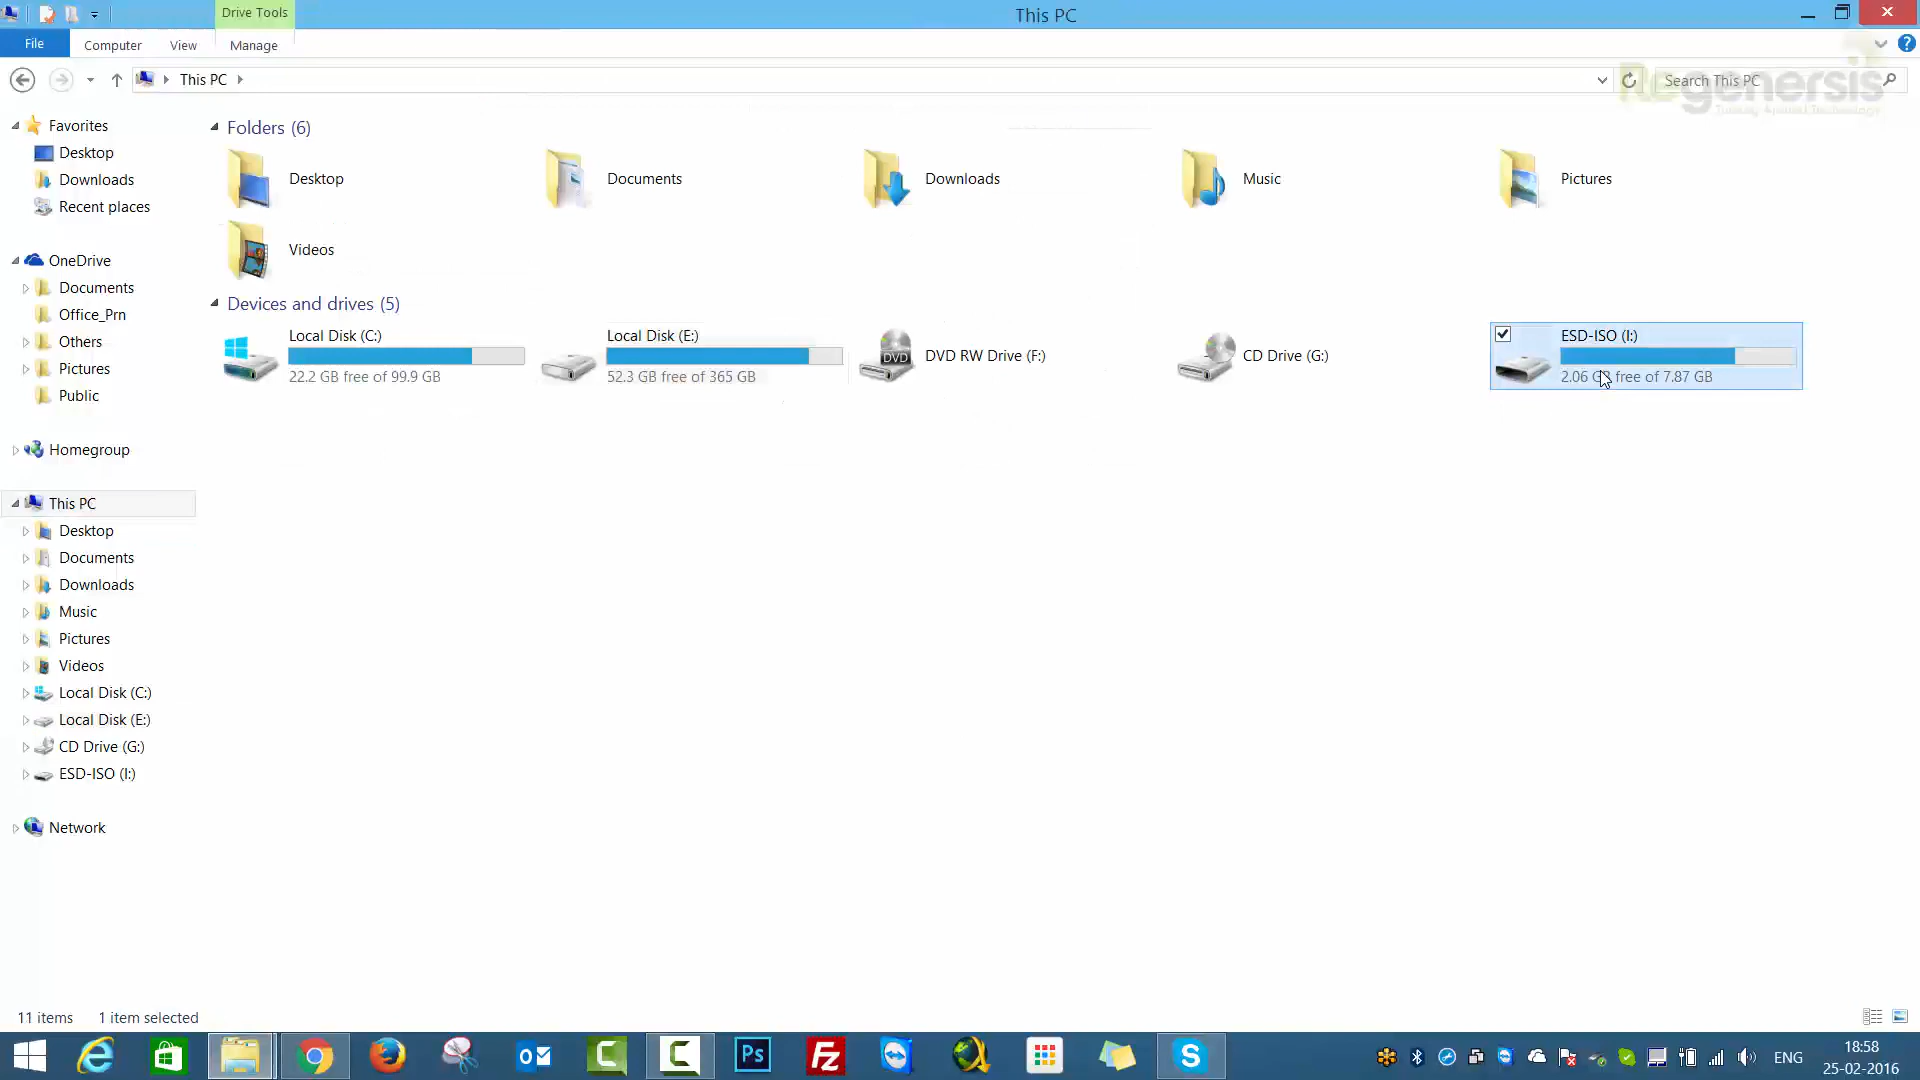 Drive Tools
This PC
File
Computer
View
Manage
This PC
Search This PC
Regenersis
Favorites
Desktop
Downloads
Recent places
OneDrive
Documents
Office_Prn
Others
Pictures
Public
Homegroup
This PC
Desktop
Documents
Downloads
Music
Pictures
Videos
Local Disk (C:)
Local Disk (E:)
CD Drive (G:)
ESD-ISO (I:)
Network
Folders (6)
Desktop
Documents
Downloads
Music
Pictures
Videos
Devices and drives (5)
Local Disk (C:)
22.2 GB free of 99.9 GB
Local Disk (E:)
52.3 GB free of 365 GB
DVD
DVD RW Drive (F:)
CD Drive (G:)
ESD-ISO (I:)
2.06 GB free of 7.87 GB
11 items
1 item selected
Ps
Fz
ENG
18:58
25-02-2016